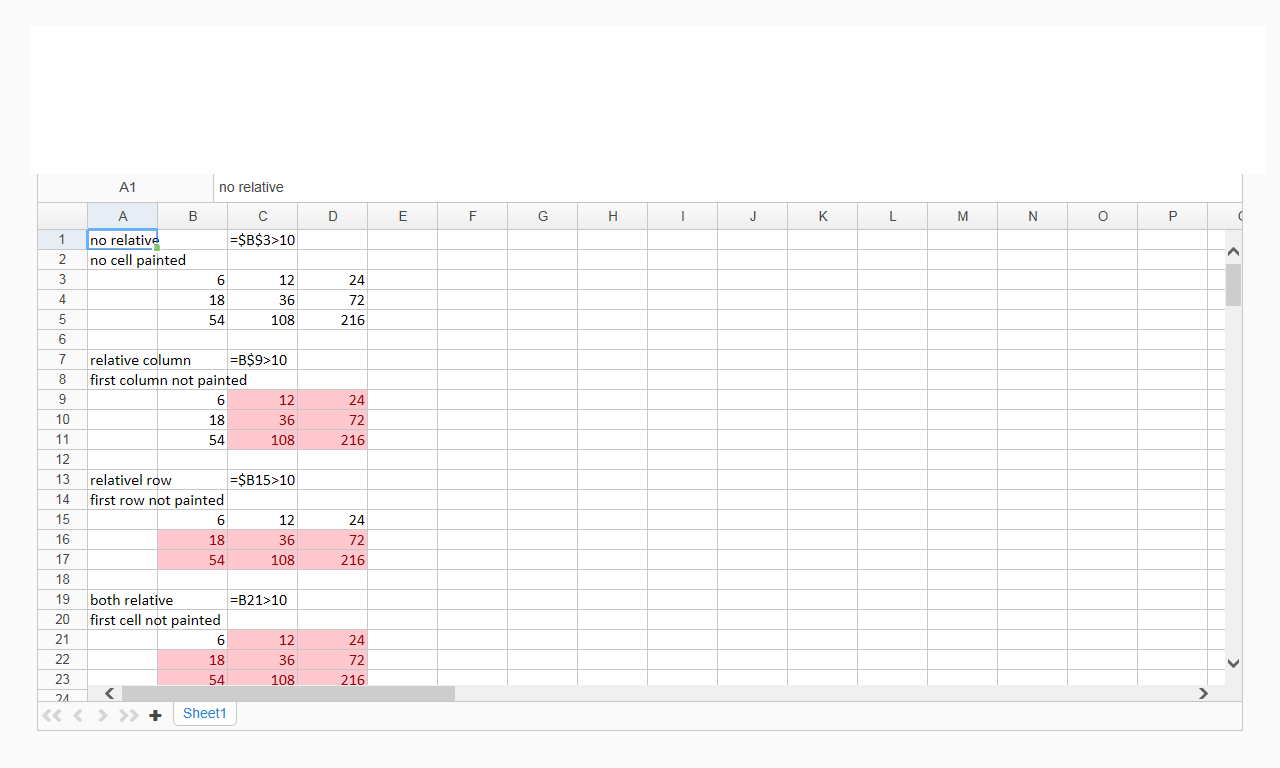 A1 no relative
A B C D E F G H I J K L M N O P
1 no relative =$B$3>10
2 no cell painted
3 6 12 24
4 18 36 72
5 54 108 216
6
7 relative column =B$9>10
8 first column not painted
9 6 12 24
10 18 36 72
11 54 108 216
12
13 relativel row =$B15>10
14 first row not painted
15 6 12 24
16 18 36 72
17 54 108 216
18
19 both relative =B21>10
20 first cell not painted
21 6 12 24
22 18 36 72
23 54 108 216
24
Sheet1